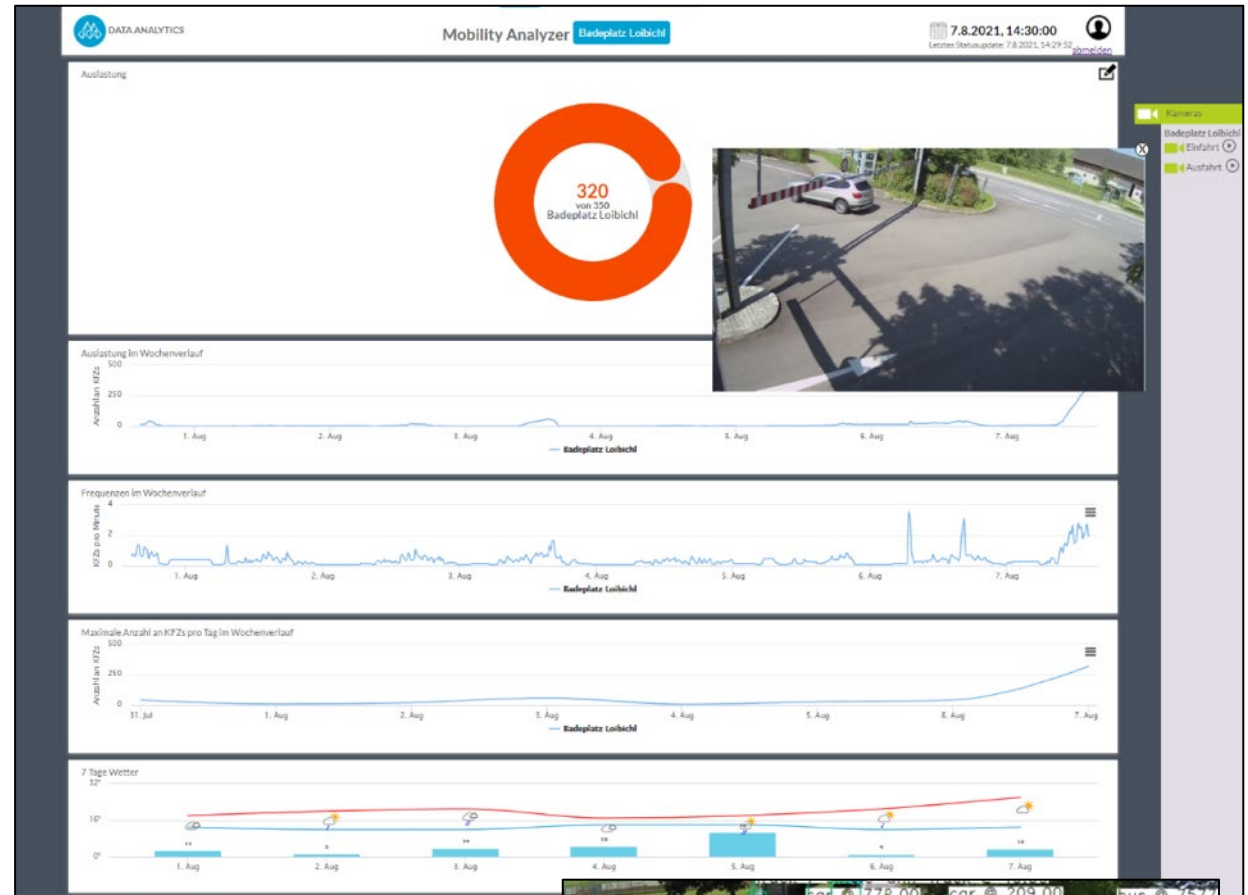 DATA ANALYTICS
Mobility Analyzer Badeplatz Loibichl
7.8.2021, 14:30:00
Letztes Statusupdate: 7.8.2021, 14:29:52
abmelden
Auslastung
Kameras
Badeplatz Loibichl
Einfahrt
Ausfahrt
X
320
von 350
Badeplatz Loibichl
Auslastung im Wochenverlauf
Anzahl an KFZs
500
250
0
1. Aug 2. Aug 3. Aug 4. Aug 5. Aug 6. Aug 7. Aug
Badeplatz Loibichl
Frequenzen im Wochenverlauf
KFZs pro Minute
4
2
0
1. Aug 2. Aug 3. Aug 4. Aug 5. Aug 6. Aug 7. Aug
Badeplatz Loibichl
Maximale Anzahl an KFZs pro Tag im Wochenverlauf
Anzahl an KFZs
500
250
0
31. Jul 1. Aug 2. Aug 3. Aug 4. Aug 5. Aug 6. Aug 7. Aug
Badeplatz Loibichl
7 Tage Wetter
32°
16°
0°
1. Aug 2. Aug 3. Aug 4. Aug 5. Aug 6. Aug 7. Aug
car @ 209.00